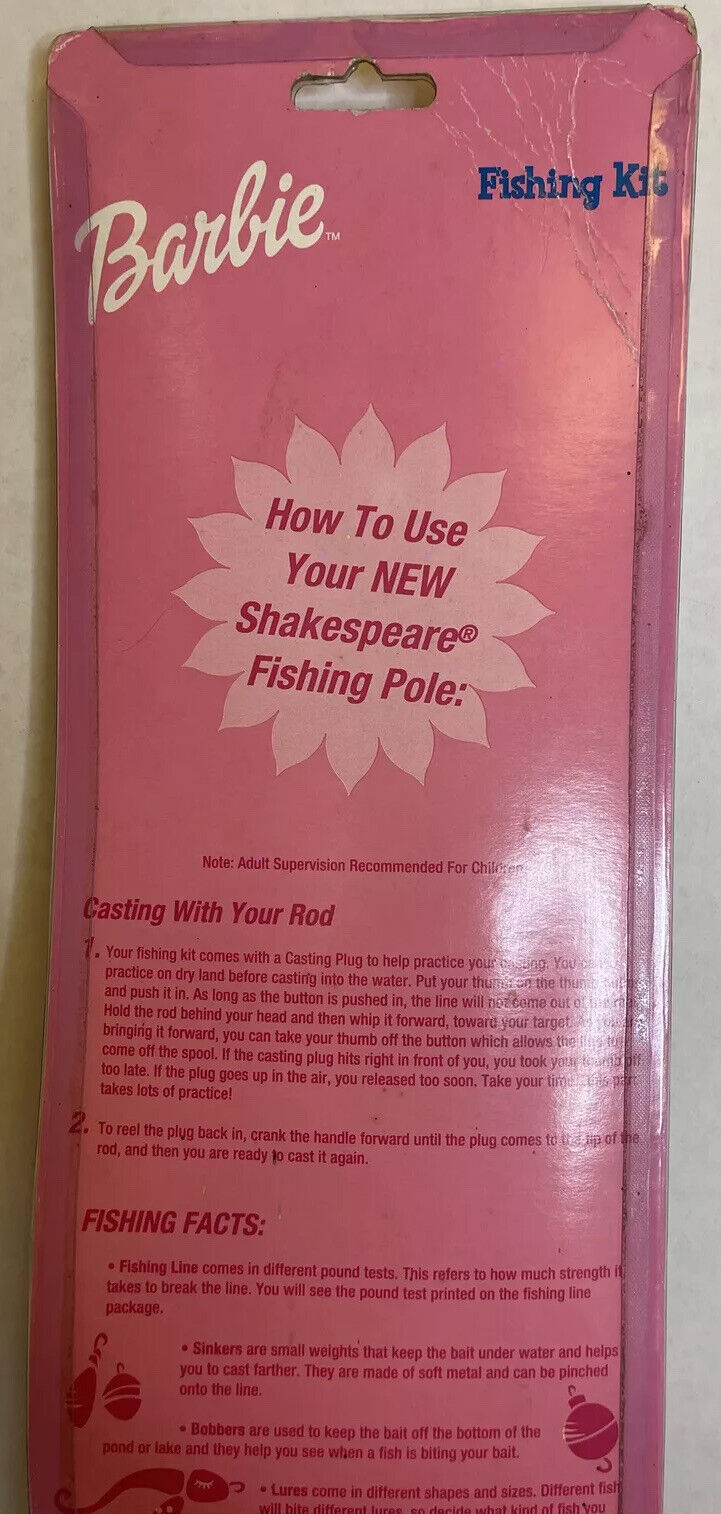 Barbie™
Fishing Kit
How To Use
Your NEW
Shakespeare®
Fishing Pole:
Note: Adult Supervision Recommended For Children
Casting With Your Rod
1. Your fishing kit comes with a Casting Plug to help practice your casting. You can
practice on dry land before casting into the water. Put your thumb on the thumb button
and push it in. As long as the button is pushed in, the line will not come out of the
Hold the rod behind your head and then whip it forward, toward your target. As
bringing it forward, you can take your thumb off the button which allows the line to
come off the spool. If the casting plug hits right in front of you, you took your thumb off
too late. If the plug goes up in the air, you released too soon. Take your time part
takes lots of practice!
2. To reel the plug back in, crank the handle forward until the plug comes to the tip of the
rod, and then you are ready to cast it again.
FISHING FACTS:
• Fishing Line comes in different pound tests. This refers to how much strength it
takes to break the line. You will see the pound test printed on the fishing line
package.
• Sinkers are small weights that keep the bait under water and helps
you to cast farther. They are made of soft metal and can be pinched
onto the line.
• Bobbers are used to keep the bait off the bottom of the
pond or lake and they help you see when a fish is biting your bait.
• Lures come in different shapes and sizes. Different fish
will bite different lures, so decide what kind of fish you